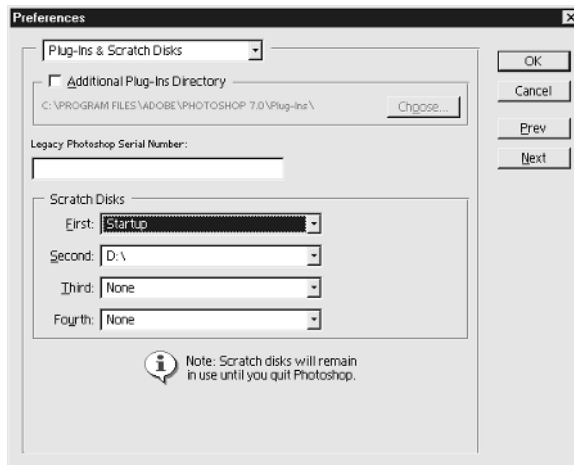 Preferences
Plug-Ins & Scratch Disks
OK
Additional Plug-Ins Directory
Cancel
C:\PROGRAM FILES\ADOBE\PHOTOSHOP 7.0\Plug-Ins\
Choose...
Prev
Legacy Photoshop Serial Number:
Next
Scratch Disks
First: Startup
Second: D:\
Third: None
Fourth: None
Note: Scratch disks will remain
in use until you quit Photoshop.